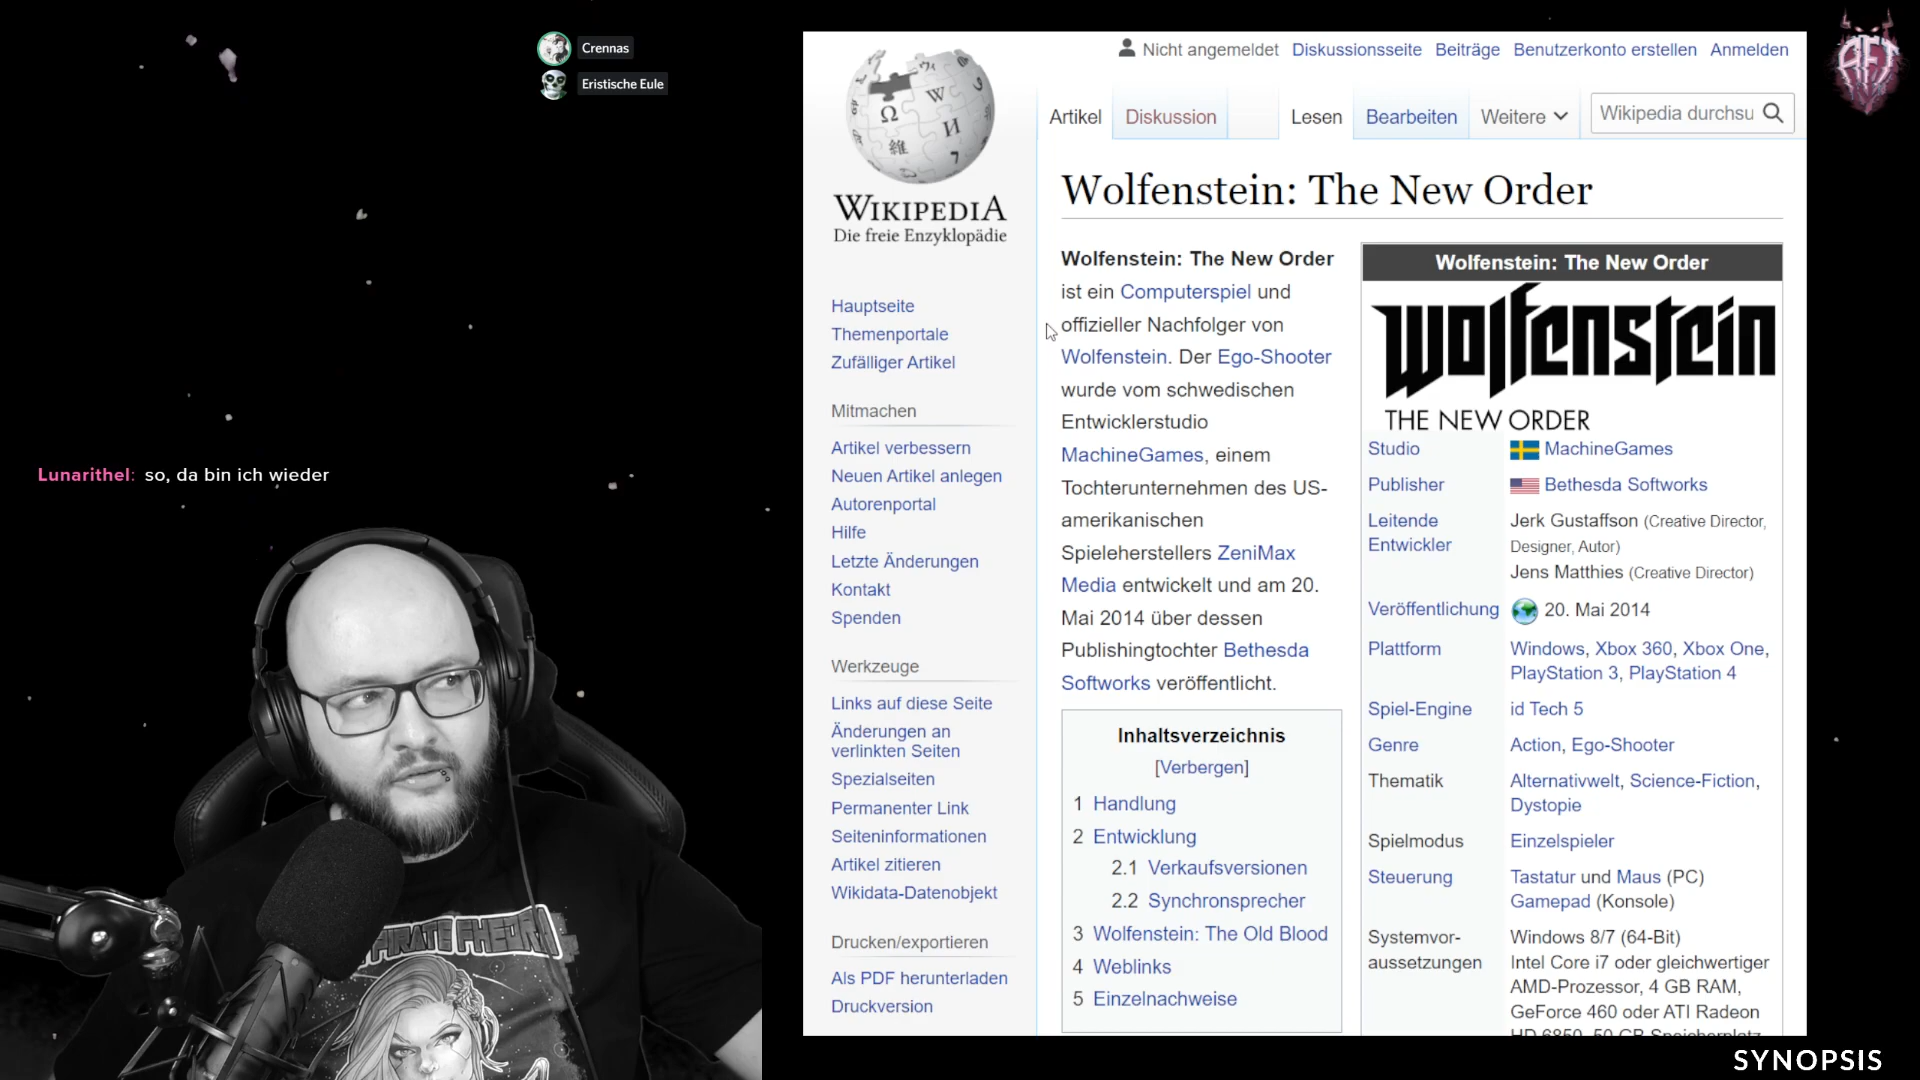 Crennas
Eristische Eule
AFT
Lunarithel: so, da bin ich wieder
PIRATE THEORY
WIKIPEDIA
Die freie Enzyklopädie
Nicht angemeldet Diskussionsseite Beiträge Benutzerkonto erstellen Anmelden
Artikel Diskussion Lesen Bearbeiten Weitere Wikipedia durchsu
Hauptseite
Themenportale
Zufälliger Artikel
Mitmachen
Artikel verbessern
Neuen Artikel anlegen
Autorenportal
Hilfe
Letzte Änderungen
Kontakt
Spenden
Werkzeuge
Links auf diese Seite
Änderungen an
verlinkten Seiten
Spezialseiten
Permanenter Link
Seiteninformationen
Artikel zitieren
Wikidata-Datenobjekt
Drucken/exportieren
Als PDF herunterladen
Druckversion
Wolfenstein: The New Order
Wolfenstein: The New Order
ist ein Computerspiel und
offizieller Nachfolger von
Wolfenstein. Der Ego-Shooter
wurde vom schwedischen
Entwicklerstudio
MachineGames, einem
Tochterunternehmen des US-
amerikanischen
Spieleherstellers ZeniMax
Media entwickelt und am 20.
Mai 2014 über dessen
Publishingtochter Bethesda
Softworks veröffentlicht.
Inhaltsverzeichnis
[Verbergen]
1 Handlung
2 Entwicklung
2.1 Verkaufsversionen
2.2 Synchronsprecher
3 Wolfenstein: The Old Blood
4 Weblinks
5 Einzelnachweise
Wolfenstein: The New Order
wolfenstein
THE NEW ORDER
Studio MachineGames
Publisher Bethesda Softworks
Leitende
Entwickler
Jerk Gustaffson (Creative Director,
Designer, Autor)
Jens Matthies (Creative Director)
Veröffentlichung 20. Mai 2014
Plattform Windows, Xbox 360, Xbox One,
PlayStation 3, PlayStation 4
Spiel-Engine id Tech 5
Genre Action, Ego-Shooter
Thematik Alternativwelt, Science-Fiction,
Dystopie
Spielmodus Einzelspieler
Steuerung Tastatur und Maus (PC)
Gamepad (Konsole)
Systemvor-
aussetzungen
Windows 8/7 (64-Bit)
Intel Core i7 oder gleichwertiger
AMD-Prozessor, 4 GB RAM,
GeForce 460 oder ATI Radeon
HD 6850, 50 GB Speicherplatz
SYNOPSIS